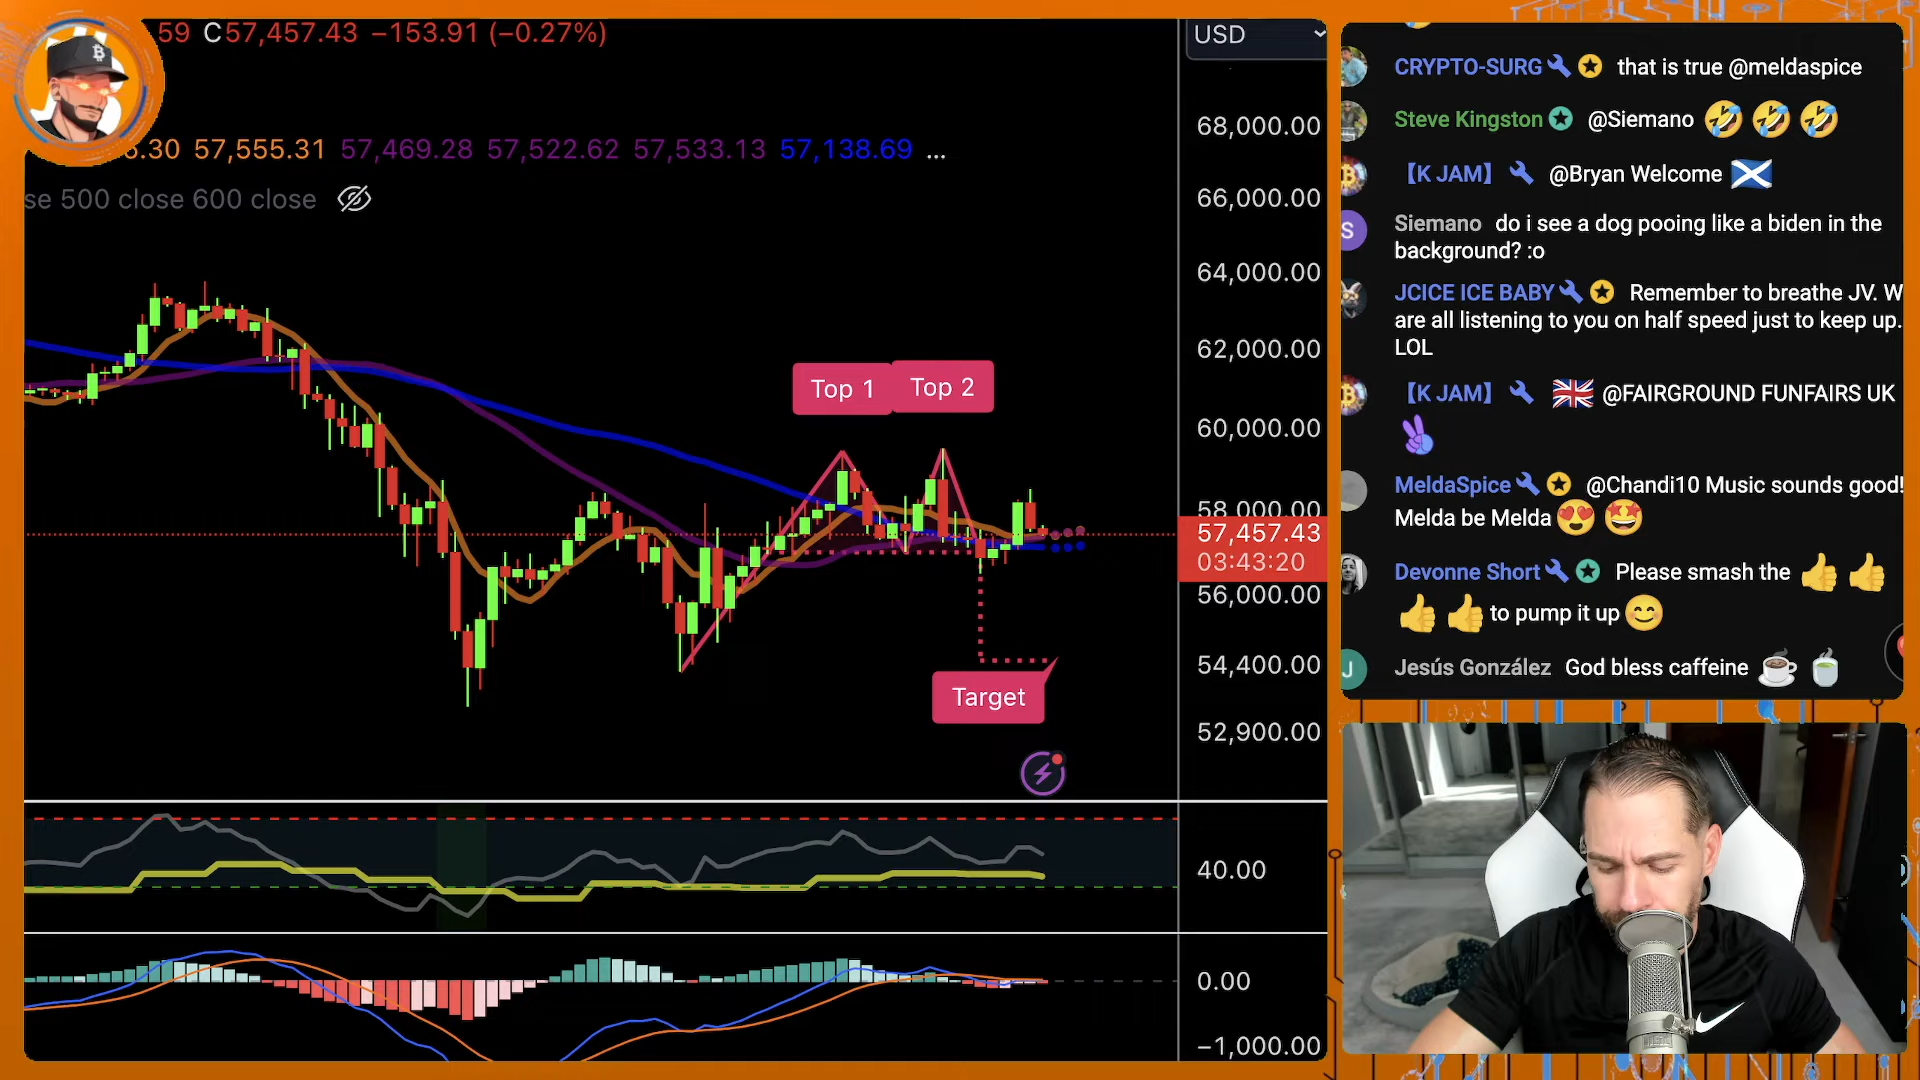 59 C57,457.43 −153.91 (−0.27%)
57,555.31 57,469.28 57,522.62 57,533.13 57,138.69 ...
se 500 close 600 close
USD
68,000.00
66,000.00
64,000.00
62,000.00
60,000.00
58,000.00
57,457.43
03:43:20
56,000.00
54,400.00
52,900.00
Top 1
Top 2
Target
40.00
0.00
−1,000.00
CRYPTO-SURG that is true @meldaspice
Steve Kingston @Siemano 🤣 🤣 🤣
【K JAM】 @Bryan Welcome
S
Siemano do i see a dog pooing like a biden in the
background? :o
JCICE ICE BABY Remember to breathe JV. W
are all listening to you on half speed just to keep up.
LOL
【K JAM】 🇬🇧 @FAIRGROUND FUNFAIRS UK
MeldaSpice @Chandi10 Music sounds good!
Melda be Melda 😍 🤩
Devonne Short Please smash the 👍 👍
👍 👍 to pump it up 😊
J
Jesús González God bless caffeine ☕ 🍵